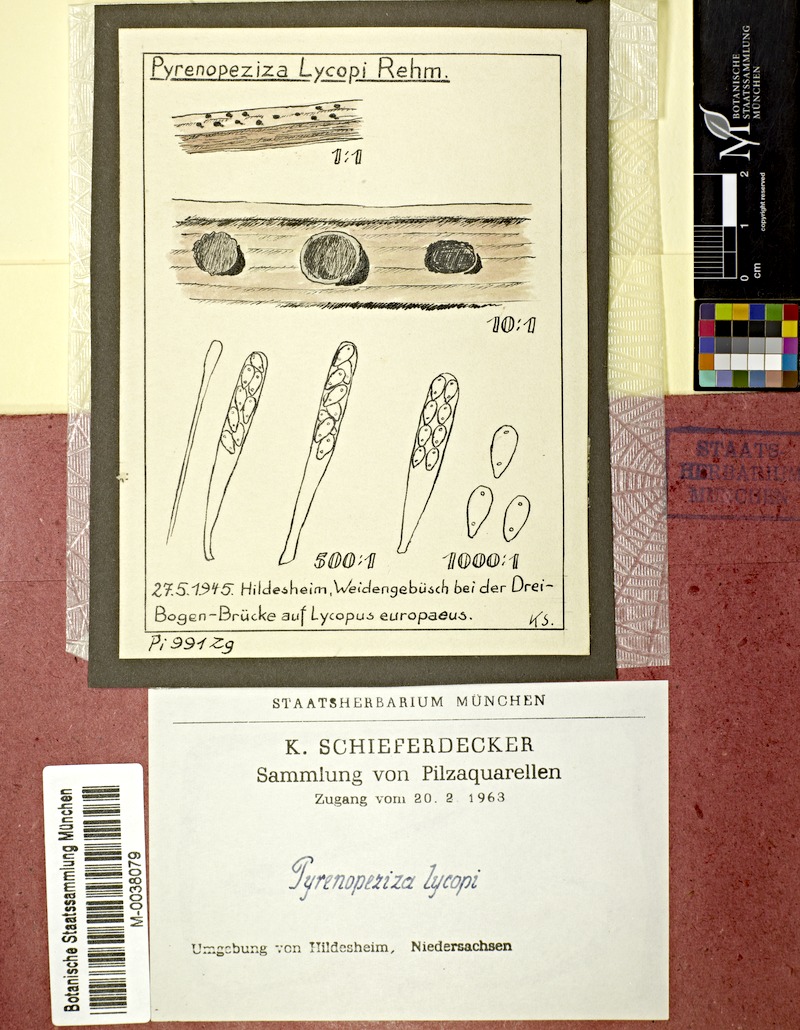 Pyrenopeziza Lycopi Rehm.
1:1
10:1
500:1
1000:1
27.5.1945. Hildesheim, Weidengebüsch bei der Drei-
Bogen-Brücke auf Lycopus europaeus.
KS.
Pi 991 Zg
STAATSHERBARIUM MÜNCHEN
K. SCHIEFERDECKER
Sammlung von Pilzaquarellen
Zugang vom 20. 2 1963
Pyrenopeziza lycopi
Umgebung von Hildesheim, Niedersachsen
Botanische Staatssammlung München
M-0038079
BOTANISCHE
STAATSSAMMLUNG
MÜNCHEN
copyright reserved
2
1
0
cm
STAATS
HERBARIUM
MÜNCHEN